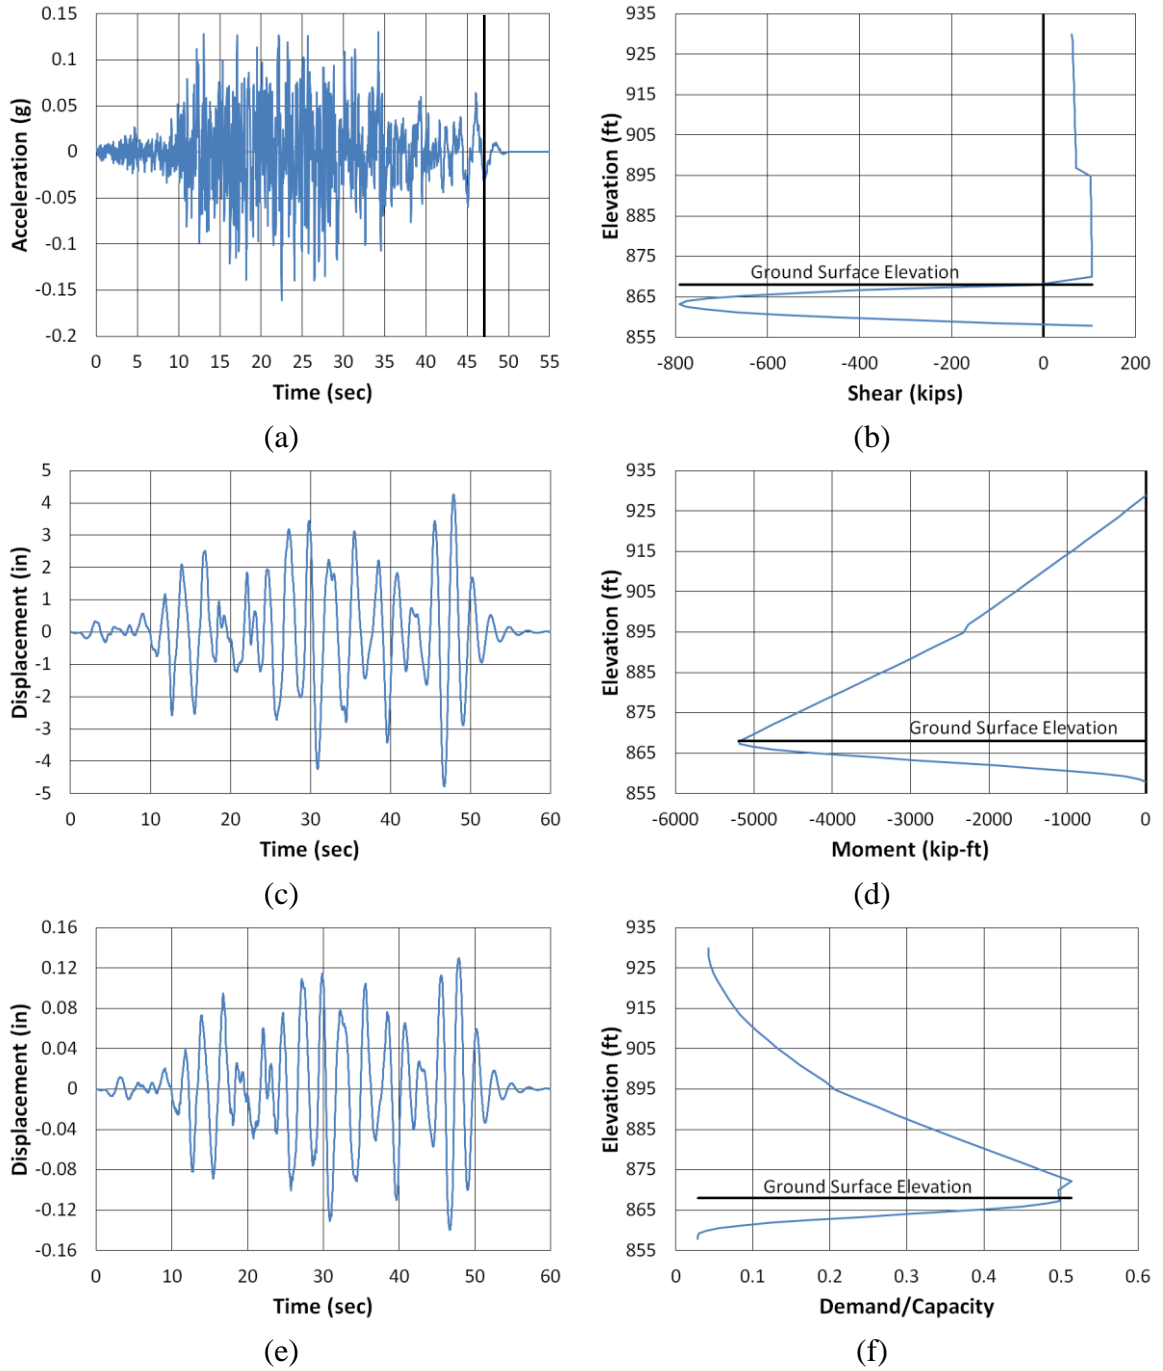 0.15
0.1
0.05
0
-0.05
-0.1
-0.15
-0.2
Acceleration (g)
0 5 10 15 20 25 30 35 40 45 50 55
Time (sec)
(a)
935
925
915
905
895
885
875
865
855
Elevation (ft)
Ground Surface Elevation
-800 -600 -400 -200 0 200
Shear (kips)
(b)
5
4
3
2
1
0
-1
-2
-3
-4
-5
Displacement (in)
0 10 20 30 40 50 60
Time (sec)
(c)
935
925
915
905
895
885
875
865
855
Elevation (ft)
Ground Surface Elevation
-6000 -5000 -4000 -3000 -2000 -1000 0
Moment (kip-ft)
(d)
0.16
0.12
0.08
0.04
0
-0.04
-0.08
-0.12
-0.16
Displacement (in)
0 10 20 30 40 50 60
Time (sec)
(e)
935
925
915
905
895
885
875
865
855
Elevation (ft)
Ground Surface Elevation
0 0.1 0.2 0.3 0.4 0.5 0.6
Demand/Capacity
(f)